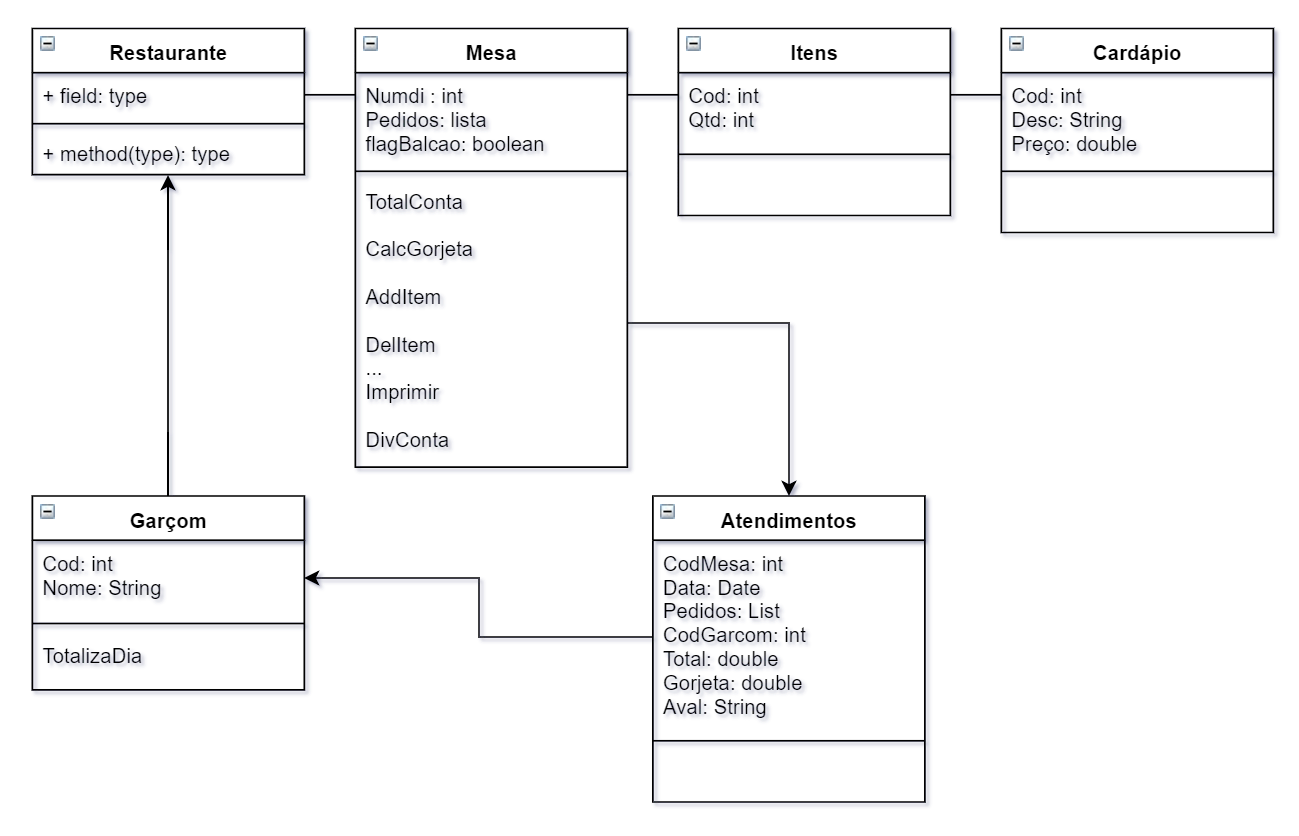 Restaurante
+ field: type
+ method(type): type
Mesa
Numdi : int
Pedidos: lista
flagBalcao: boolean
TotalConta
CalcGorjeta
AddItem
DelItem
...
Imprimir
DivConta
Itens
Cod: int
Qtd: int
Cardápio
Cod: int
Desc: String
Preço: double
Garçom
Cod: int
Nome: String
TotalizaDia
Atendimentos
CodMesa: int
Data: Date
Pedidos: List
CodGarcom: int
Total: double
Gorjeta: double
Aval: String